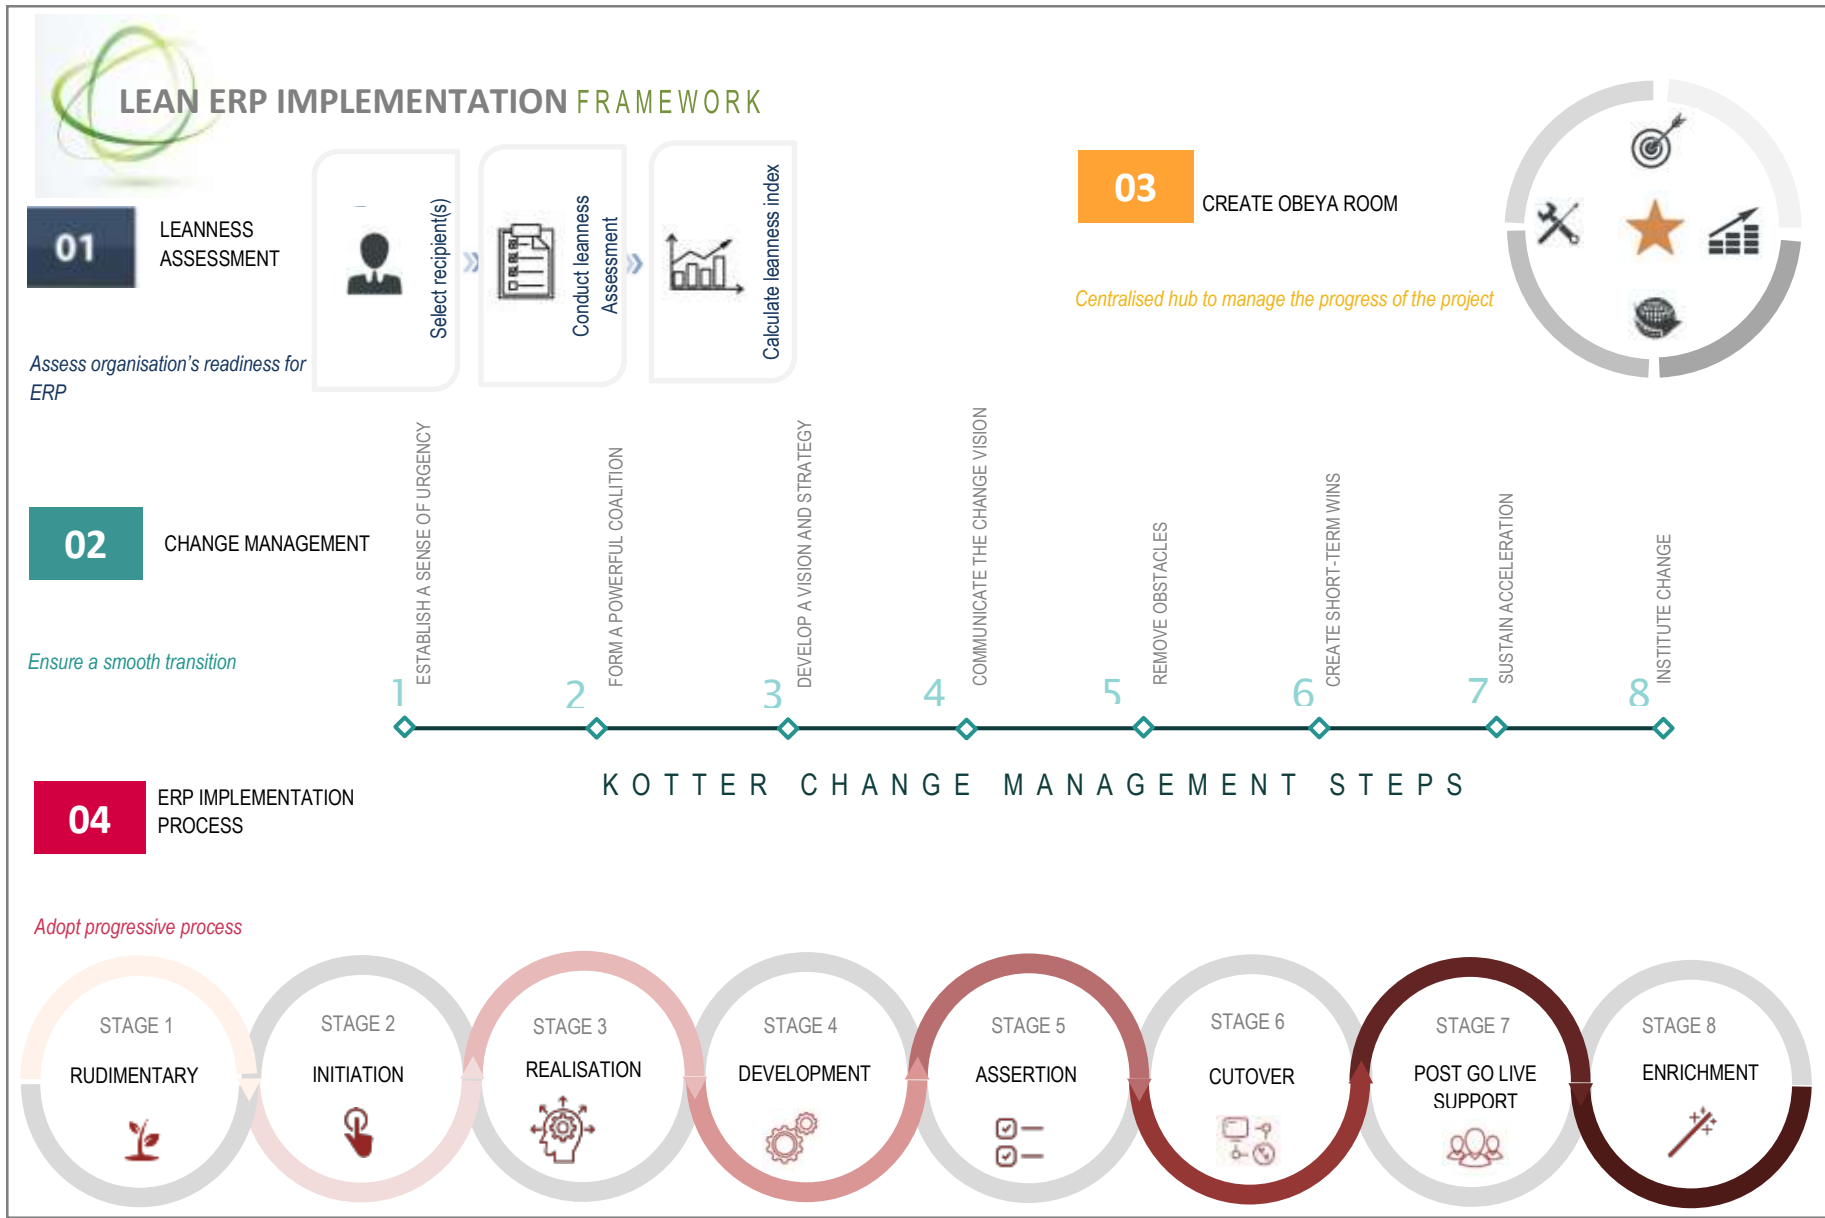 LEAN ERP IMPLEMENTATION FRAMEWORK
01
LEANNESS
ASSESSMENT
Assess organisation's readiness for
ERP
Select recipient(s)
Conduct leanness
Assessment
Calculate leanness index
03
CREATE OBEYA ROOM
Centralised hub to manage the progress of the project
02
CHANGE MANAGEMENT
Ensure a smooth transition
1
ESTABLISH A SENSE OF URGENCY
2
FORM A POWERFUL COALITION
3
DEVELOP A VISION AND STRATEGY
4
COMMUNICATE THE CHANGE VISION
5
REMOVE OBSTACLES
6
CREATE SHORT-TERM WINS
7
SUSTAIN ACCELERATION
8
INSTITUTE CHANGE
KOTTER CHANGE MANAGEMENT STEPS
04
ERP IMPLEMENTATION
PROCESS
Adopt progressive process
STAGE 1
RUDIMENTARY
STAGE 2
INITIATION
STAGE 3
REALISATION
STAGE 4
DEVELOPMENT
STAGE 5
ASSERTION
STAGE 6
CUTOVER
STAGE 7
POST GO LIVE
SUPPORT
STAGE 8
ENRICHMENT